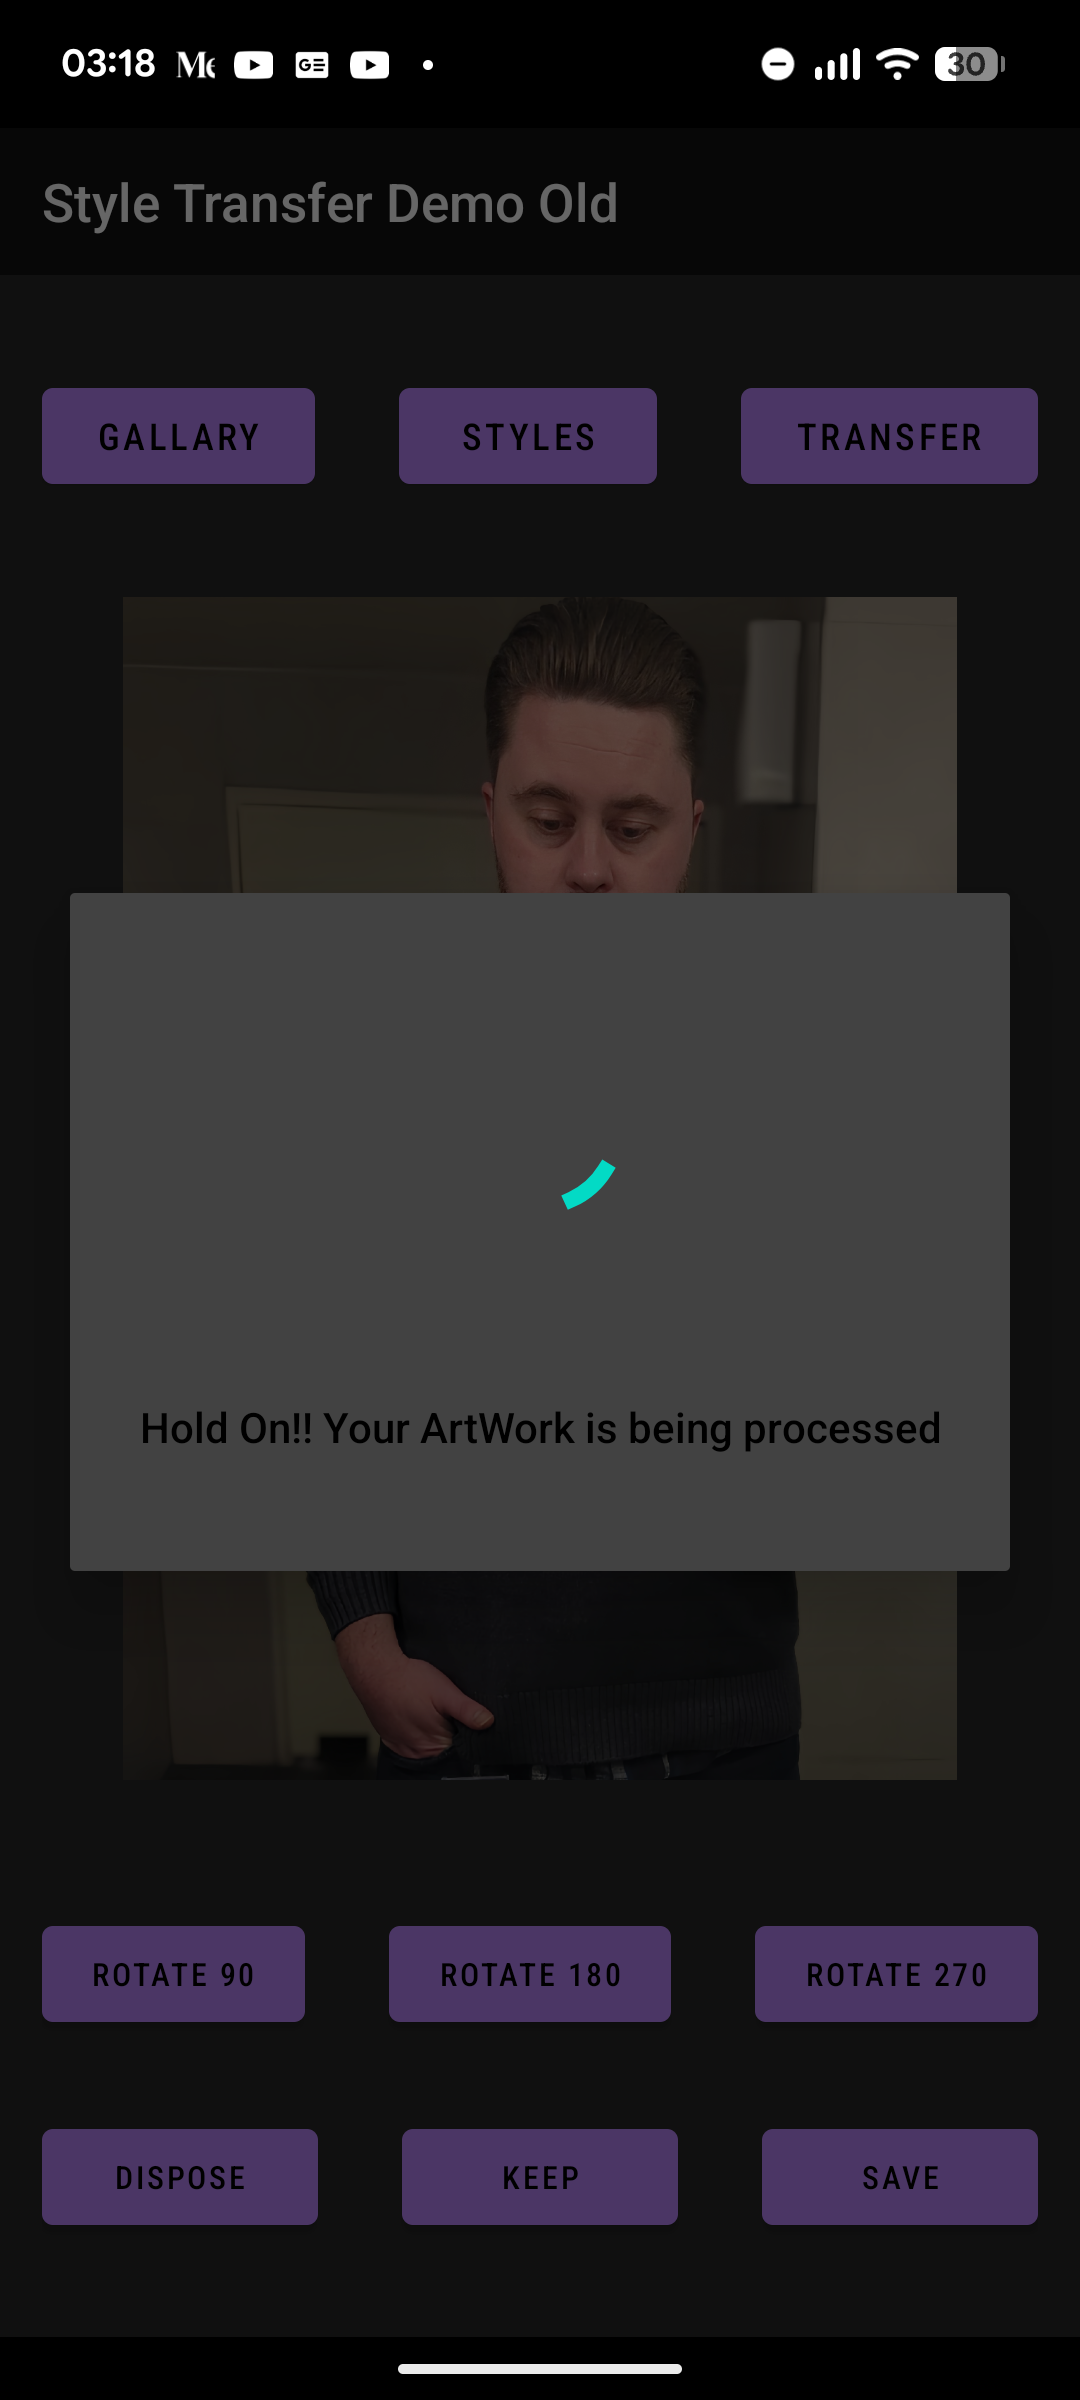 03:18
30
Style Transfer Demo Old
GALLARY STYLES TRANSFER
Hold On!! Your ArtWork is being processed
ROTATE 90 ROTATE 180 ROTATE 270
DISPOSE KEEP SAVE